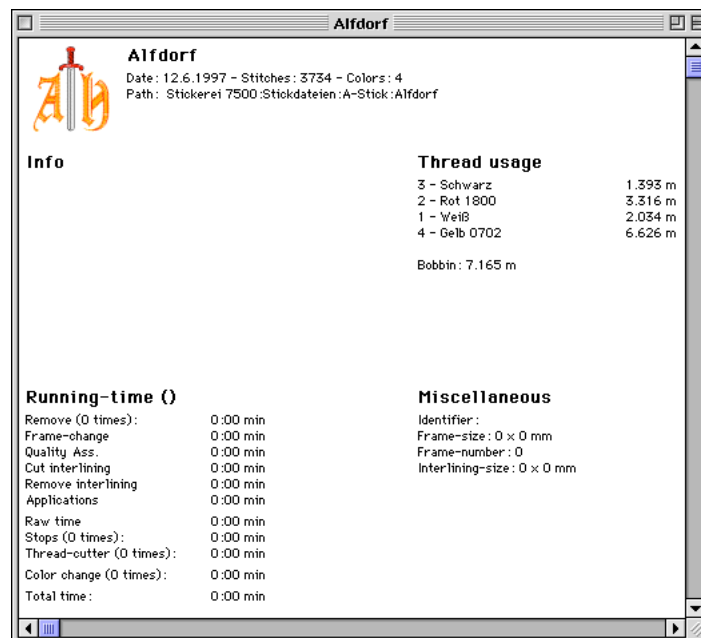 Alfdorf
Alfdorf
Date: 12.6.1997 - Stitches: 3734 - Colors: 4
Path: Stickerei 7500:Stickdateien:A-Stick:Alfdorf
A H
Info
Thread usage
3 - Schwarz 1.393 m
2 - Rot 1800 3.316 m
1 - Weiß 2.034 m
4 - Gelb 0702 6.626 m
Bobbin: 7.165 m
Running-time ()
Remove (0 times): 0:00 min
Frame-change 0:00 min
Quality Ass. 0:00 min
Cut interlining 0:00 min
Remove interlining 0:00 min
Applications 0:00 min
Raw time 0:00 min
Stops (0 times): 0:00 min
Thread-cutter (0 times): 0:00 min
Color change (0 times): 0:00 min
Total time: 0:00 min
Miscellaneous
Identifier:
Frame-size: 0 x 0 mm
Frame-number: 0
Interlining-size: 0 x 0 mm